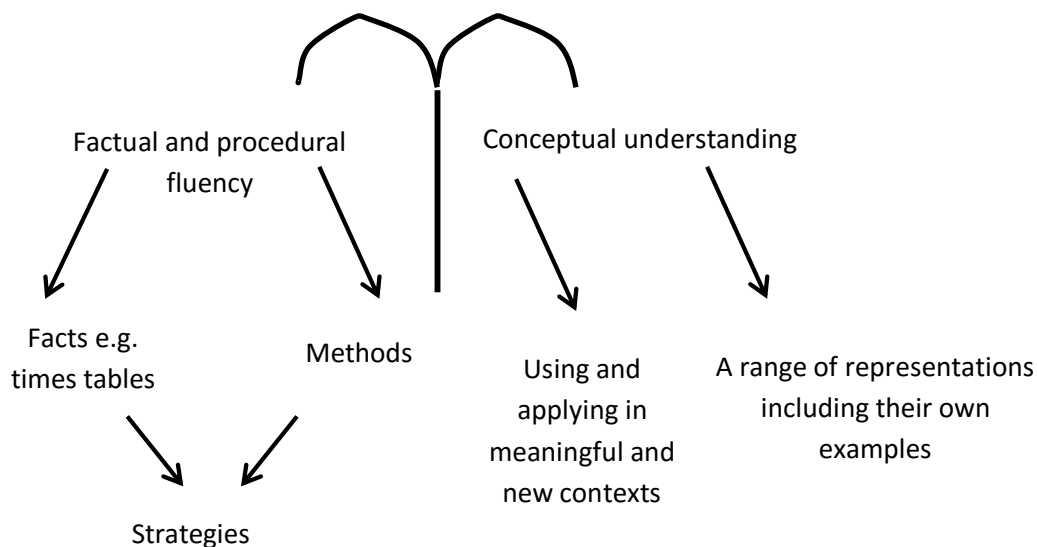 Factual and procedural
fluency
Conceptual understanding
Facts e.g.
times tables
Methods
Using and
applying in
meaningful and
new contexts
A range of representations
including their own
examples
Strategies